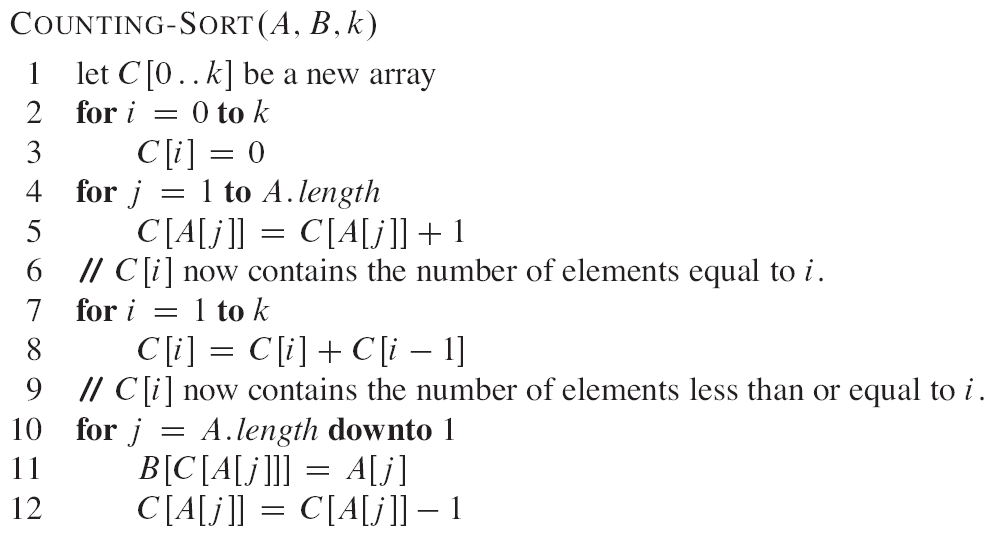 COUNTING-SORT(A, B, k)
1 let C[0..k] be a new array
2 for i = 0 to k
3 C[i] = 0
4 for j = 1 to A.length
5 C[A[j]] = C[A[j]] + 1
6 // C[i] now contains the number of elements equal to i.
7 for i = 1 to k
8 C[i] = C[i] + C[i − 1]
9 // C[i] now contains the number of elements less than or equal to i.
10 for j = A.length downto 1
11 B[C[A[j]]] = A[j]
12 C[A[j]] = C[A[j]] − 1